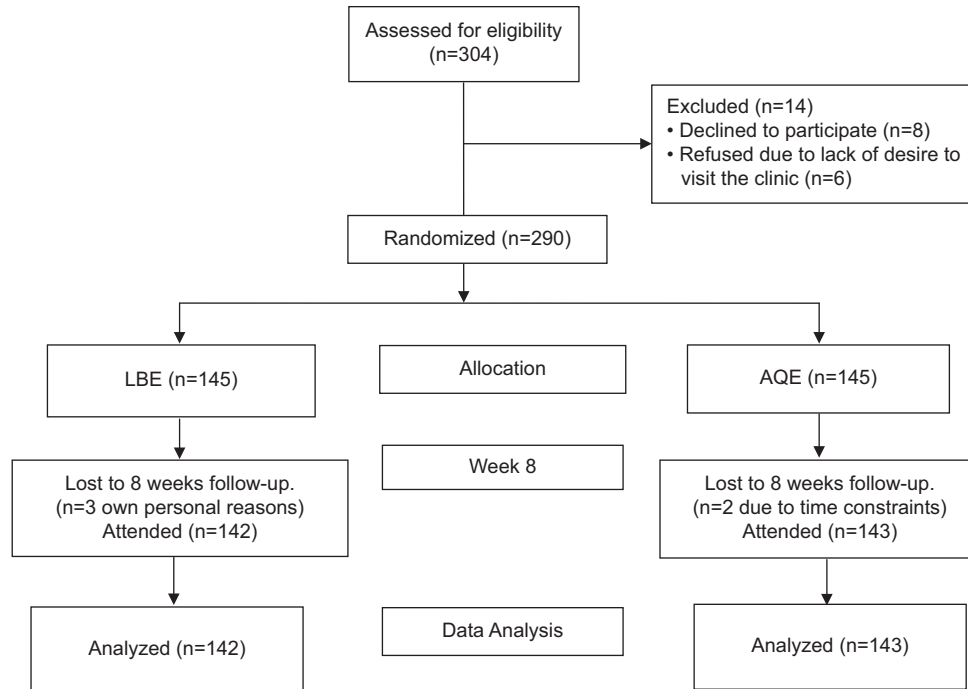 Assessed for eligibility
(n=304)
Excluded (n=14)
• Declined to participate (n=8)
• Refused due to lack of desire to
visit the clinic (n=6)
Randomized (n=290)
LBE (n=145)
Allocation
AQE (n=145)
Lost to 8 weeks follow-up.
(n=3 own personal reasons)
Attended (n=142)
Week 8
Lost to 8 weeks follow-up.
(n=2 due to time constraints)
Attended (n=143)
Analyzed (n=142)
Data Analysis
Analyzed (n=143)